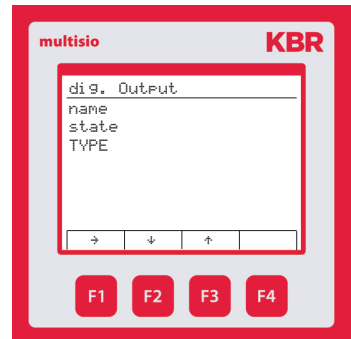 multisio KBR
dig. Output
name
state
TYPE
→ ↓ ↑
F1 F2 F3 F4